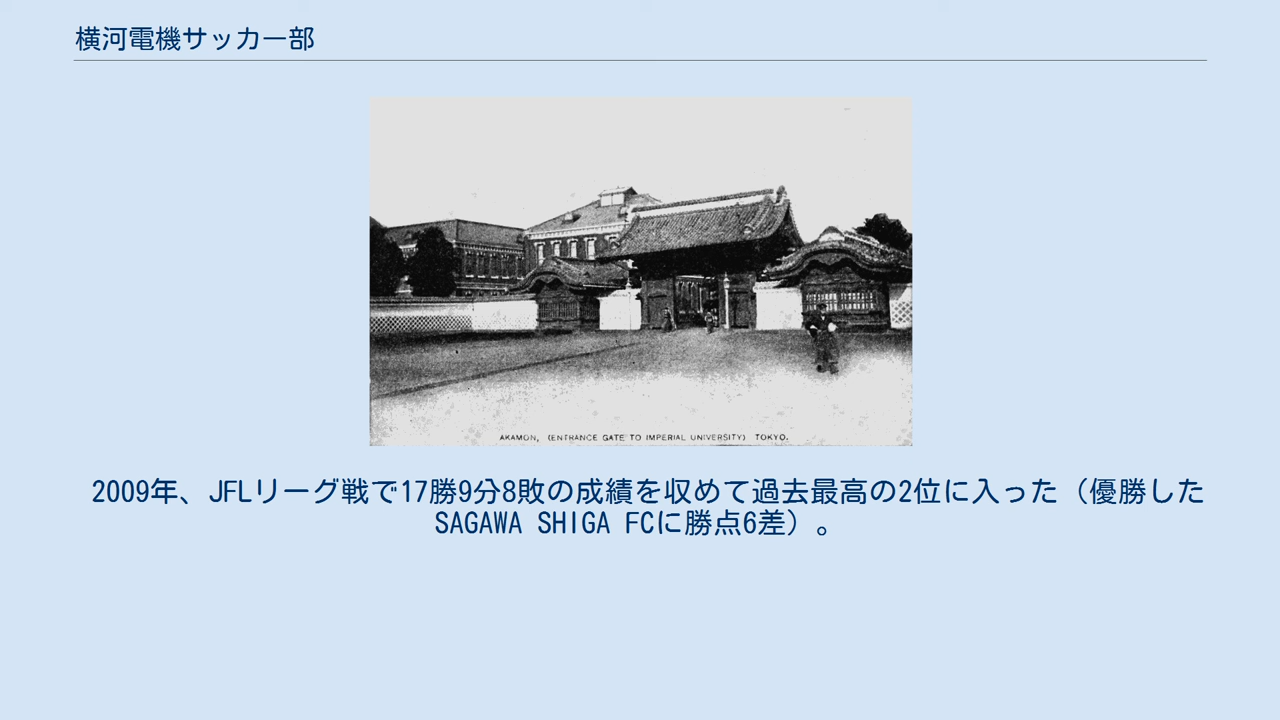 横河電機サッカー部
AKAMON, (ENTRANCE GATE TO IMPERIAL UNIVERSITY) TOKYO.
2009年、JFLリーグ戦で17勝9分8敗の成績を収めて過去最高の2位に入った（優勝した
SAGAWA SHIGA FCに勝点6差）。